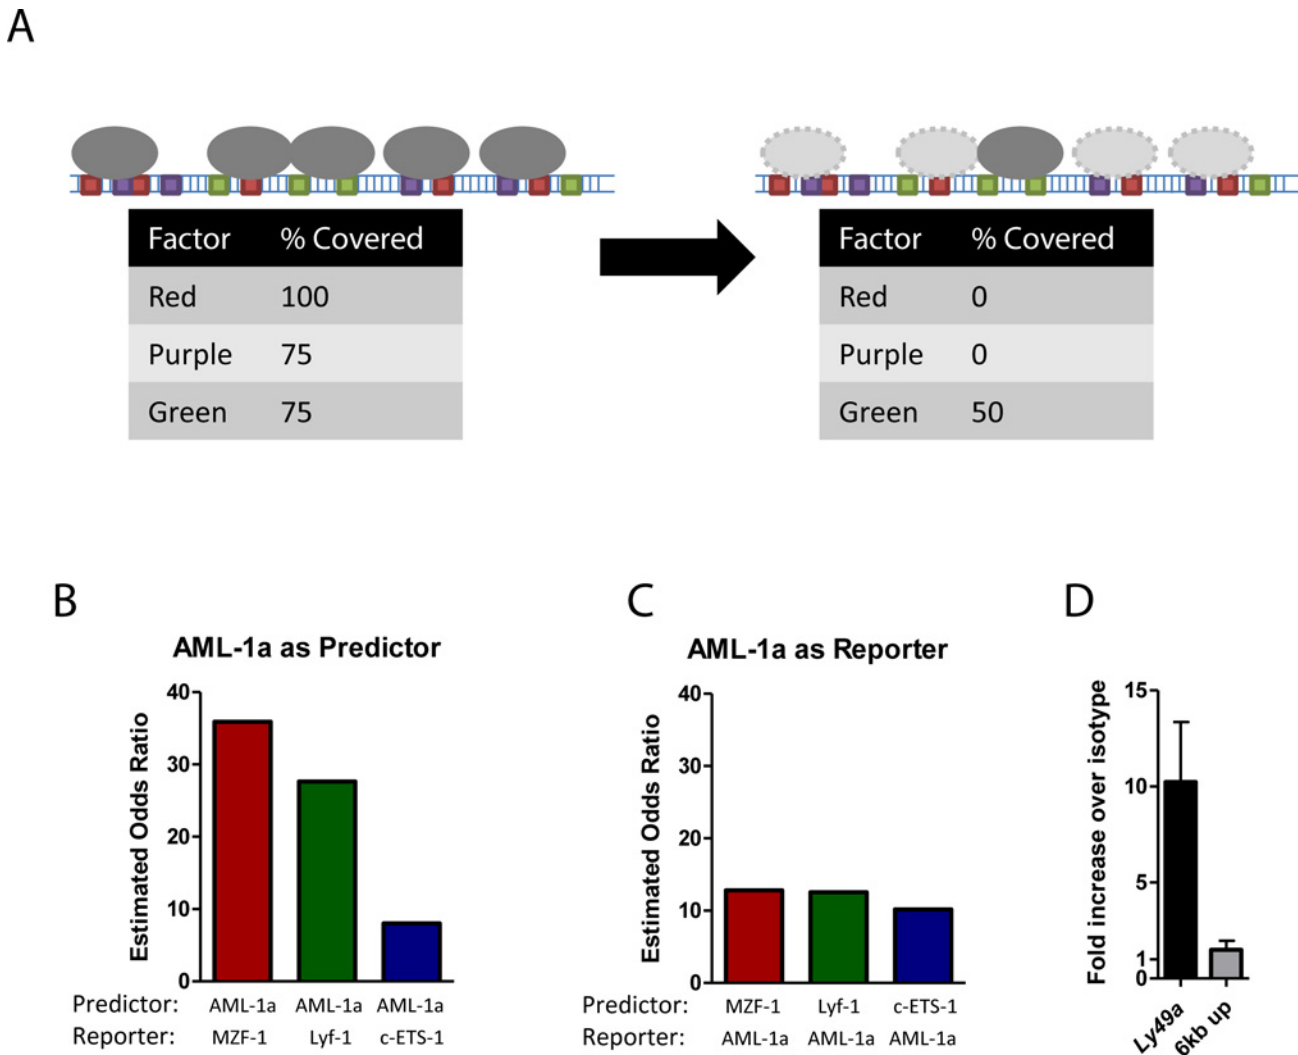 A
Factor % Covered
Red 100
Purple 75
Green 75
Factor % Covered
Red 0
Purple 0
Green 50
B
AML-1a as Predictor
Estimated Odds Ratio
40
30
20
10
0
Predictor: AML-1a AML-1a AML-1a
Reporter: MZF-1 Lyf-1 c-ETS-1
C
AML-1a as Reporter
Estimated Odds Ratio
40
30
20
10
0
Predictor: MZF-1 Lyf-1 c-ETS-1
Reporter: AML-1a AML-1a AML-1a
D
Fold increase over isotype
15
10
5
1
0
Ly49a
6kb up